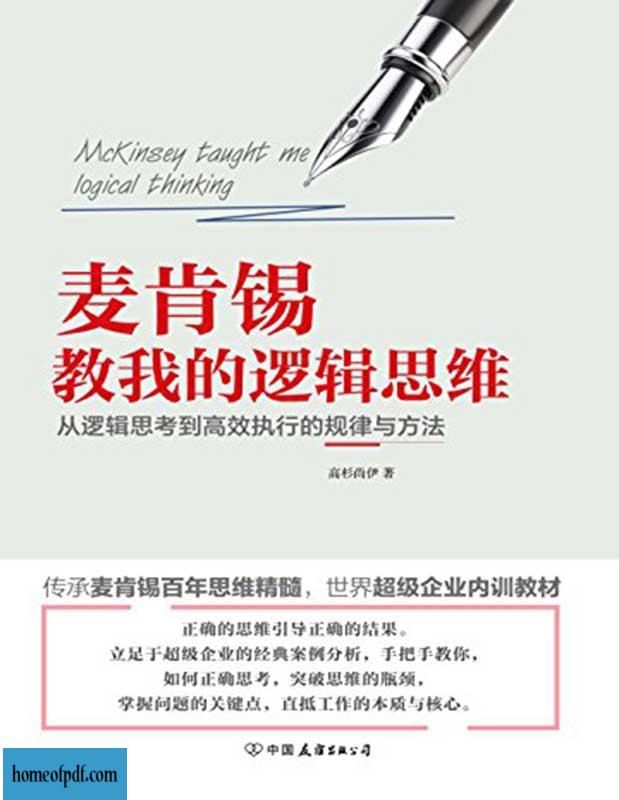 McKinsey taught me
logical thinking
麦肯锡
教我的逻辑思维
从逻辑思考到高效执行的规律与方法
高杉尚伊 著
传承麦肯锡百年思维精髓，世界超级企业内训教材
正确的思维引导正确的结果。
立足于超级企业的经典案例分析，手把手教你，
如何正确思考，突破思维的瓶颈，
掌握问题的关键点，直抵工作的本质与核心。
中国友谊出版公司
homeofpdf.com